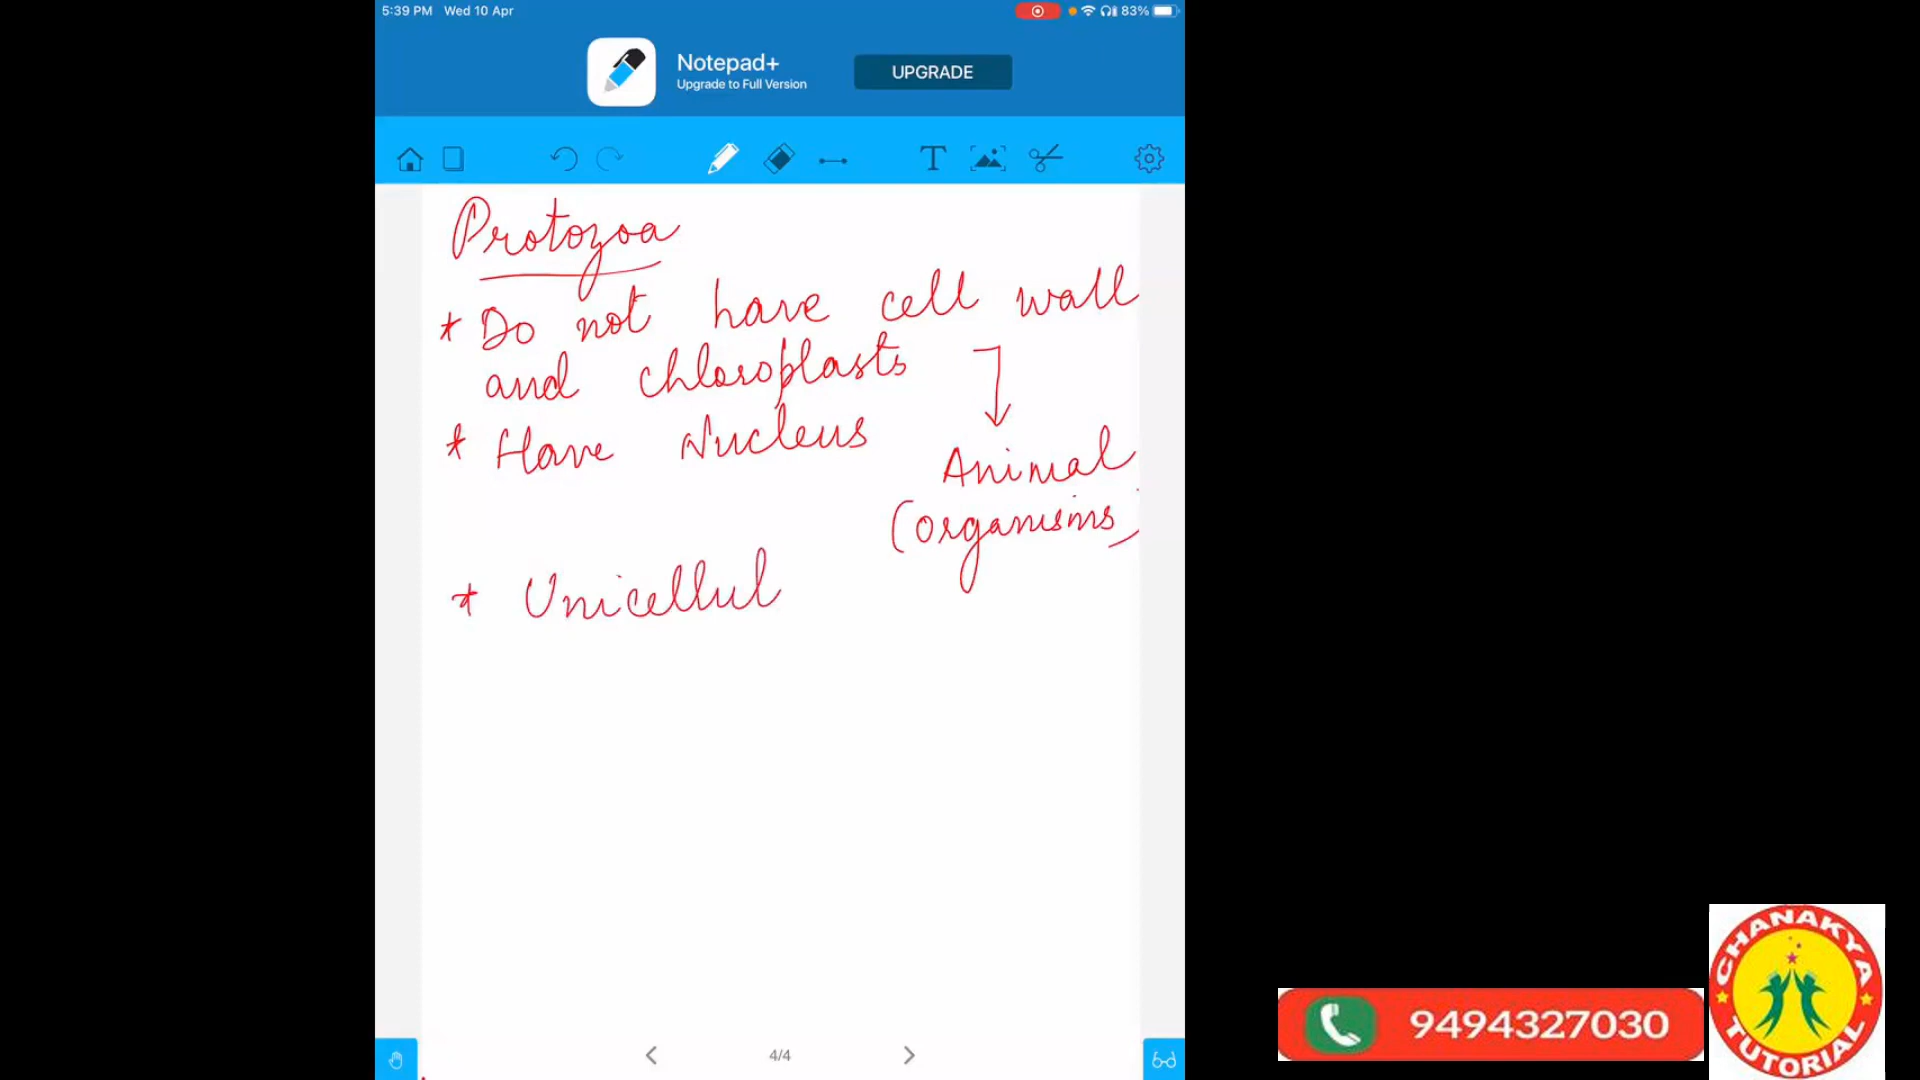 5:39 PM Wed 10 Apr
83%
Notepad+
Upgrade to Full Version
UPGRADE
T
Protozoa
* Do not have cell wall
and chloroplasts
* Have Nucleus
Animal
(organisms)
* Unicellul
4/4
9494327030
CHANAKYA
TUTORIAL